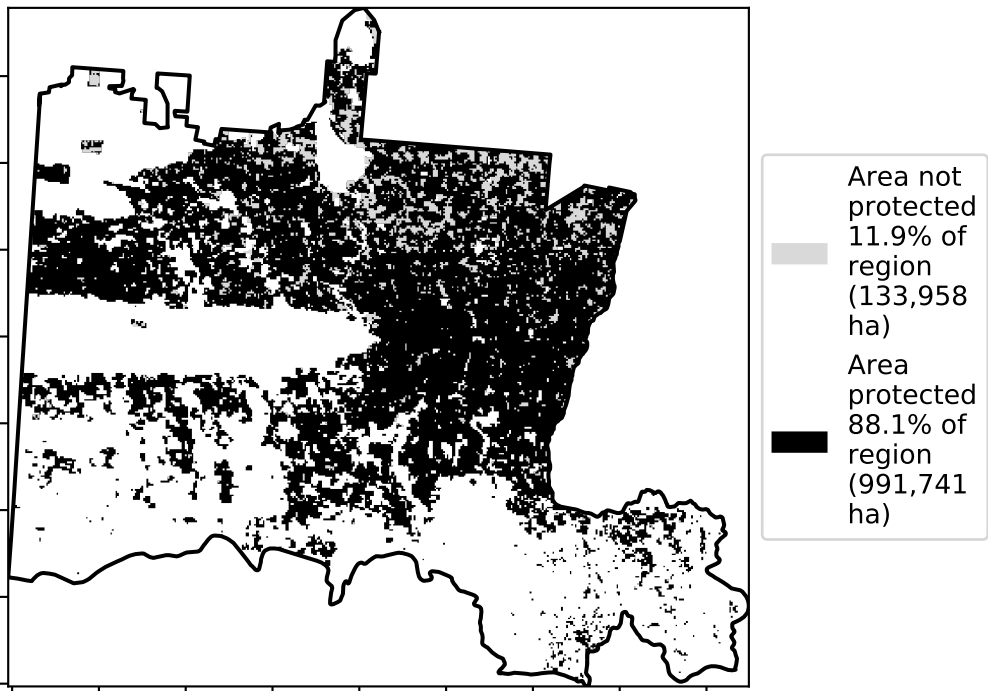 Area not
protected
11.9% of
region
(133,958
ha)
Area
protected
88.1% of
region
(991,741
ha)